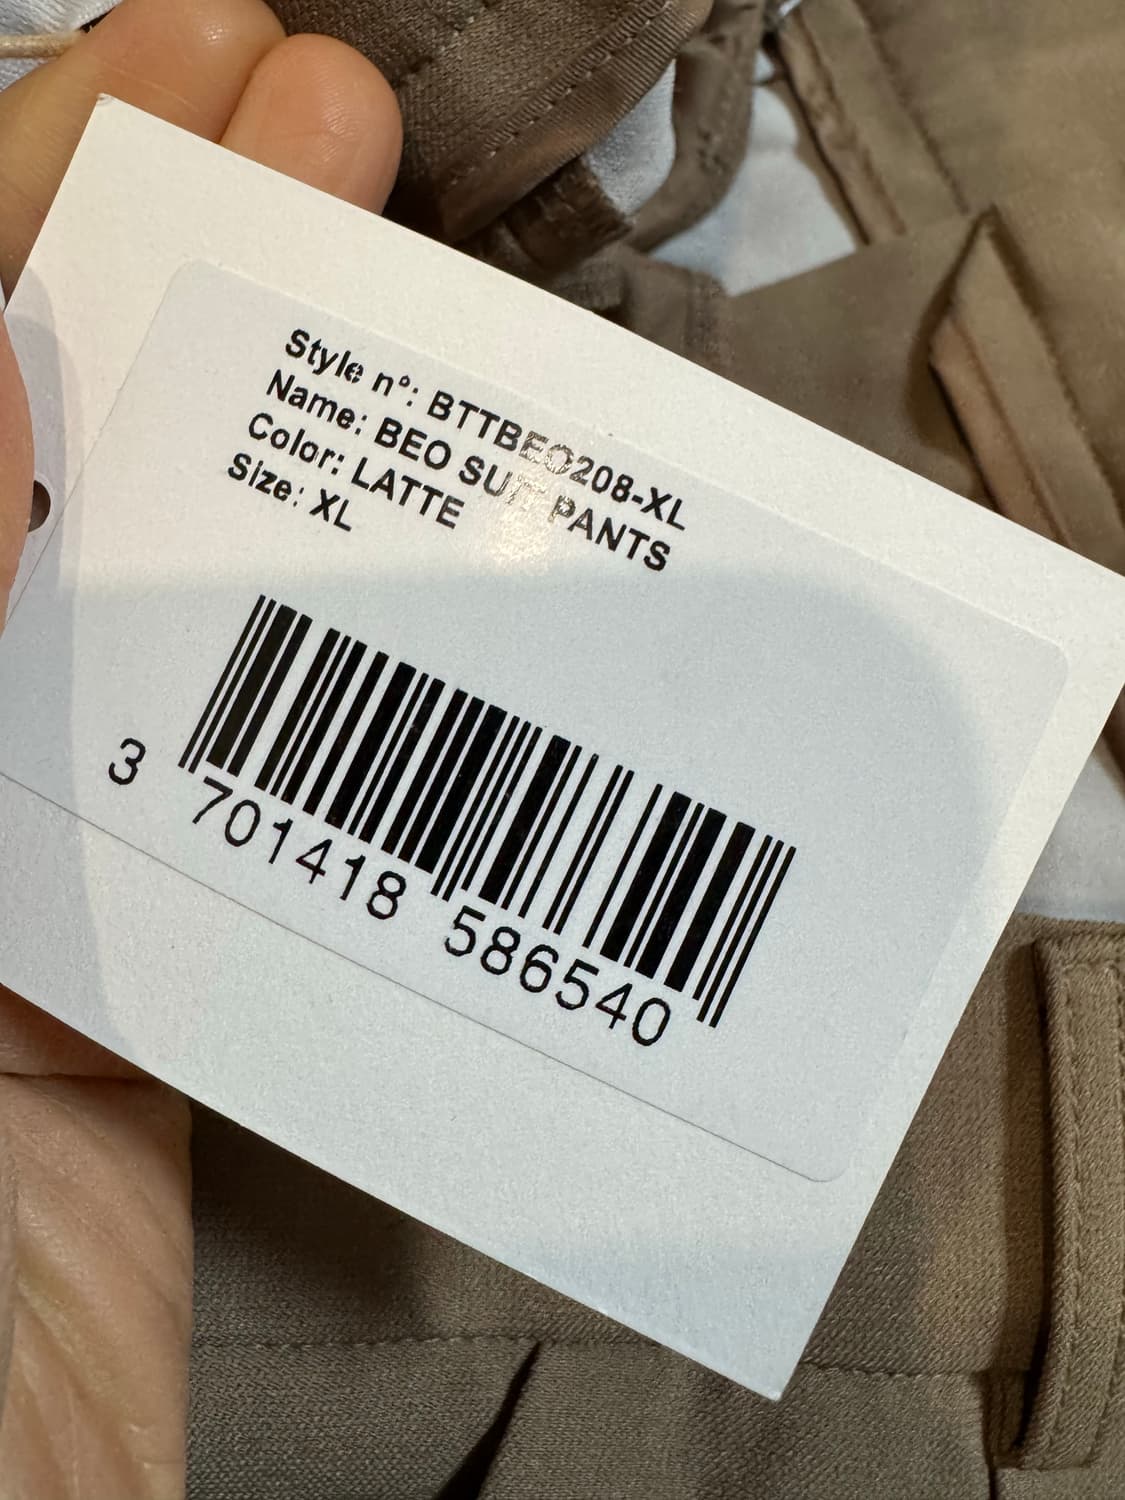 Style n°: BTTBEO208-XL
Name: BEO SUIT PANTS
Color: LATTE
Size: XL
3 701418 586540